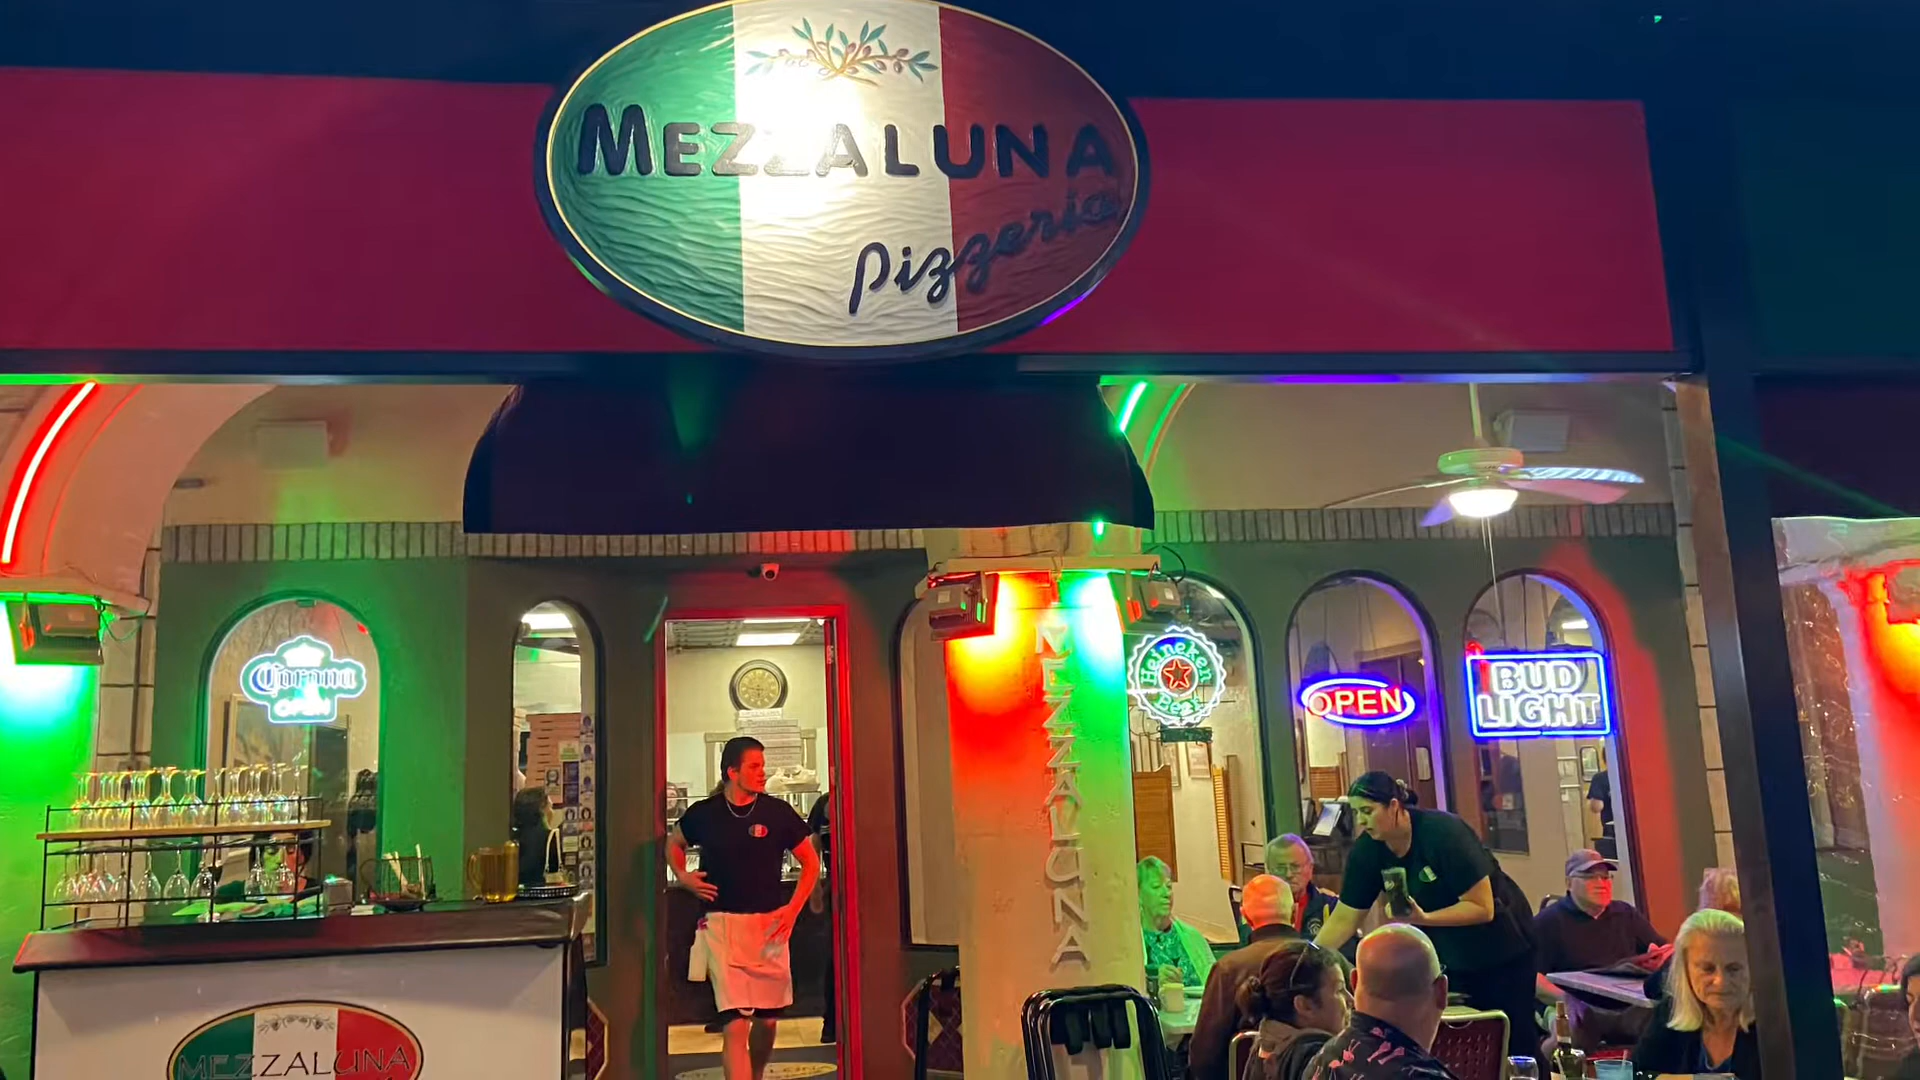 MEZZALUNA
Pizzeria
MEZZALUNA
Corona
OPEN
Heineken
Beer
OPEN
BUD
LIGHT
MEZZALUNA